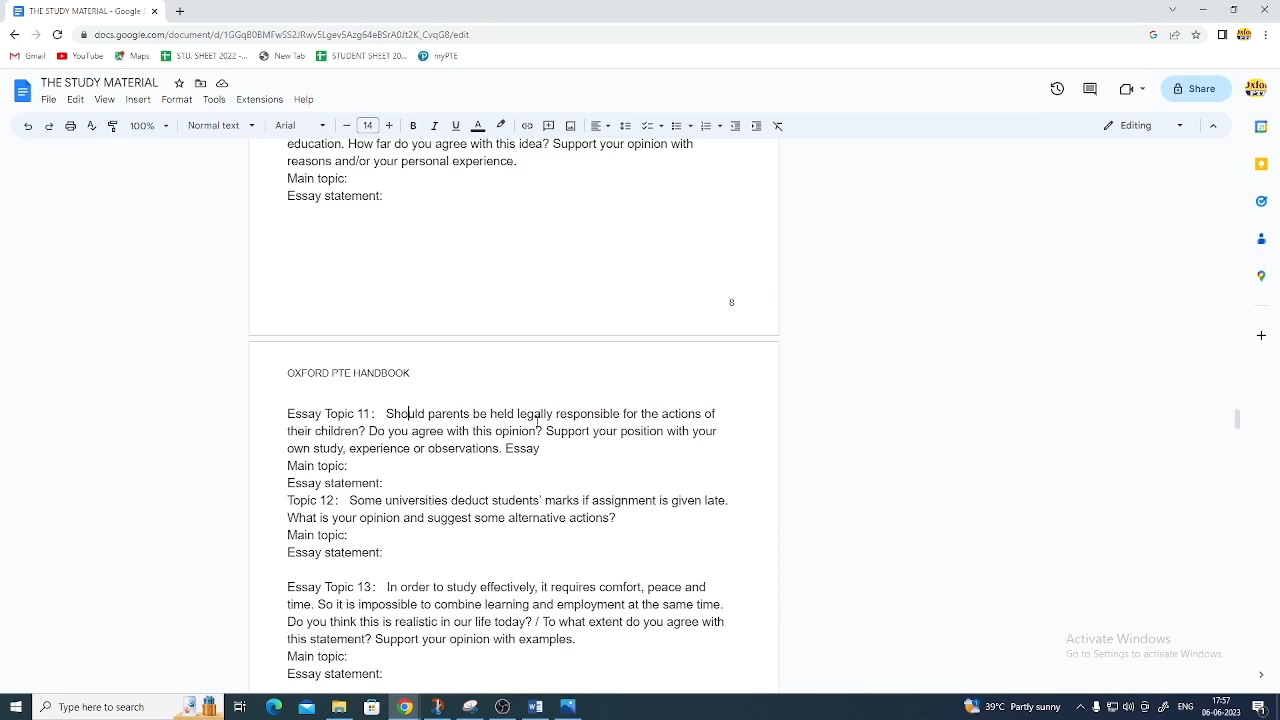 THE STUDY MATERIAL - Google
docs.google.com/document/d/1GGqB0BMFwSS2JRwv5Lgev5Azg64eBSrA0Jt2K_CvqG8/edit
Gmail YouTube Maps STU. SHEET 2022 -... New Tab STUDENT SHEET 20... myPTE
THE STUDY MATERIAL
File Edit View Insert Format Tools Extensions Help
Share
100% Normal text Arial 14 B I U A Editing
education. How far do you agree with this idea? Support your opinion with
reasons and/or your personal experience.
Main topic:
Essay statement:
8
OXFORD PTE HANDBOOK
Essay Topic 11: Should parents be held legally responsible for the actions of
their children? Do you agree with this opinion? Support your position with your
own study, experience or observations. Essay
Main topic:
Essay statement:
Topic 12: Some universities deduct students' marks if assignment is given late.
What is your opinion and suggest some alternative actions?
Main topic:
Essay statement:
Essay Topic 13: In order to study effectively, it requires comfort, peace and
time. So it is impossible to combine learning and employment at the same time.
Do you think this is realistic in our life today? / To what extent do you agree with
this statement? Support your opinion with examples.
Main topic:
Essay statement:
Activate Windows
Go to Settings to activate Windows.
Type here to search
39°C Partly sunny
ENG
17:57
06-06-2023